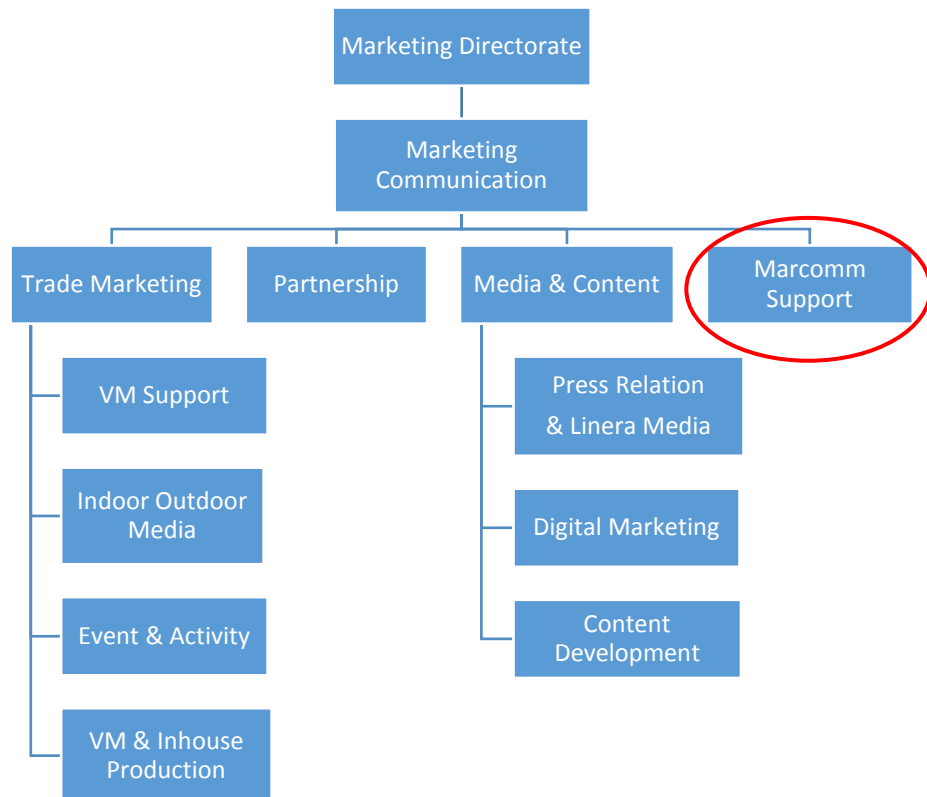 Marketing Directorate
Marketing
Communication
Trade Marketing
Partnership
Media & Content
Marcomm
Support
VM Support
Indoor Outdoor
Media
Event & Activity
VM & Inhouse
Production
Press Relation
& Linera Media
Digital Marketing
Content
Development